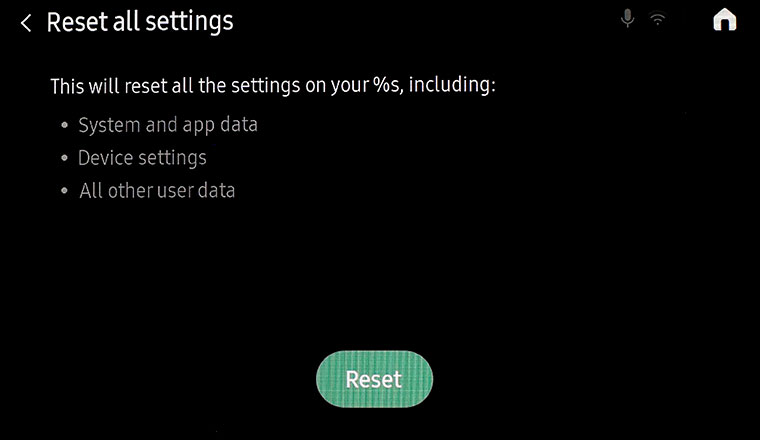 Reset all settings
This will reset all the settings on your %s, including:
• System and app data
• Device settings
• All other user data
Reset